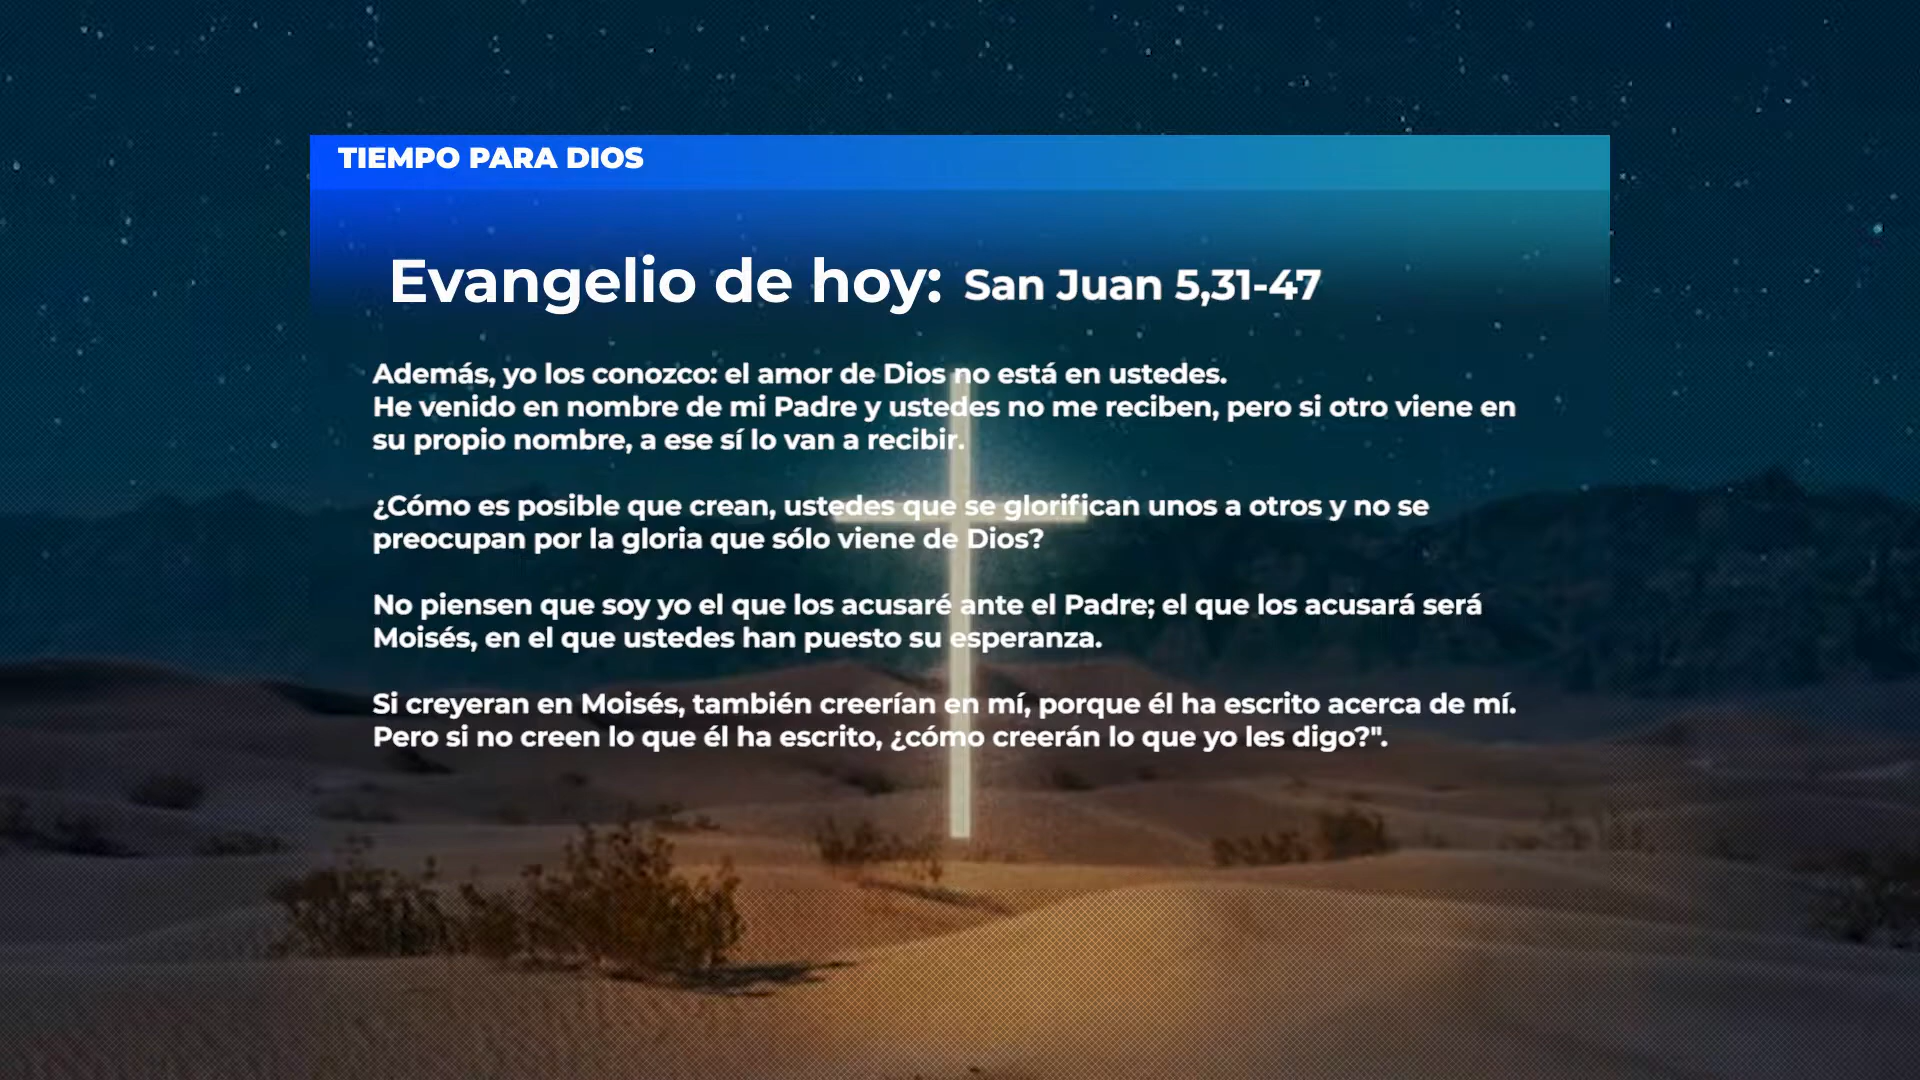 TIEMPO PARA DIOS
Evangelio de hoy: San Juan 5,31-47
Además, yo los conozco: el amor de Dios no está en ustedes.
He venido en nombre de mi Padre y ustedes no me reciben, pero si otro viene en
su propio nombre, a ese sí lo van a recibir.
¿Cómo es posible que crean, ustedes que se glorifican unos a otros y no se
preocupan por la gloria que sólo viene de Dios?
No piensen que soy yo el que los acusaré ante el Padre; el que los acusará será
Moisés, en el que ustedes han puesto su esperanza.
Si creyeran en Moisés, también creerían en mí, porque él ha escrito acerca de mí.
Pero si no creen lo que él ha escrito, ¿cómo creerán lo que yo les digo?".